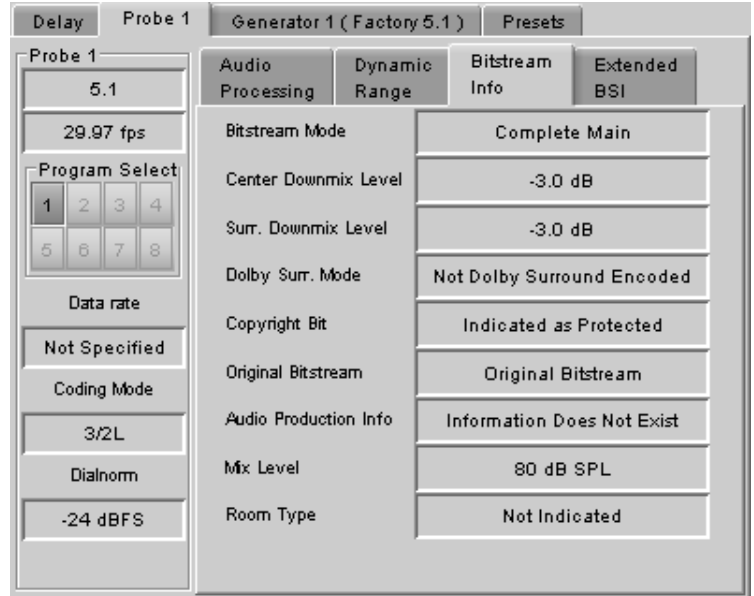 Delay
Probe 1
Generator 1 ( Factory 5.1 )
Presets
Probe 1
5.1
29.97 fps
Program Select
1 2 3 4
5 6 7 8
Data rate
Not Specified
Coding Mode
3/2L
Dialnorm
-24 dBFS
Audio
Processing
Dynamic
Range
Bitstream
Info
Extended
BSI
Bitstream Mode Complete Main
Center Downmix Level -3.0 dB
Surr. Downmix Level -3.0 dB
Dolby Surr. Mode Not Dolby Surround Encoded
Copyright Bit Indicated as Protected
Original Bitstream Original Bitstream
Audio Production Info Information Does Not Exist
Mix Level 80 dB SPL
Room Type Not Indicated